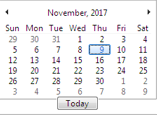 November, 2017
Sun Mon Tue Wed Thu Fri Sat
29 30 31 1 2 3 4
5 6 7 8 9 10 11
12 13 14 15 16 17 18
19 20 21 22 23 24 25
26 27 28 29 30 1 2
3 4 5 6 7 8 9
Today